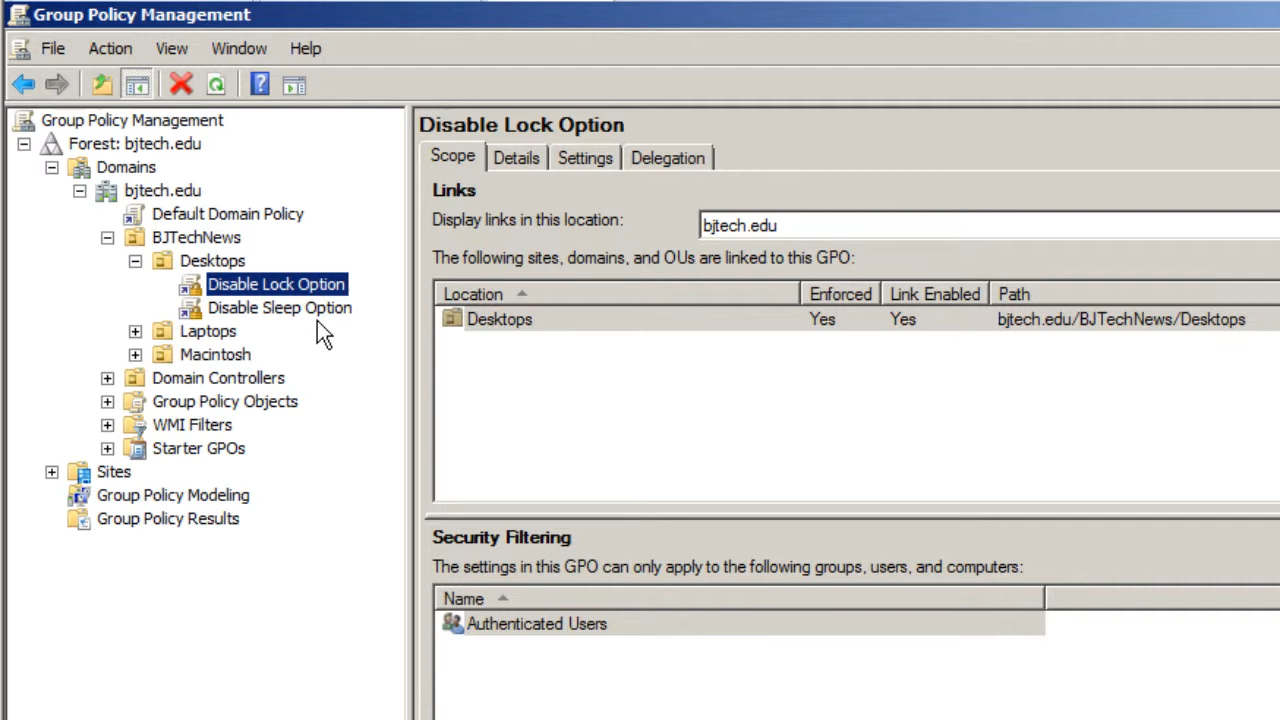 Group Policy Management
File Action View Window Help
Group Policy Management
Forest: bjtech.edu
Domains
bjtech.edu
Default Domain Policy
BJTechNews
Desktops
Disable Lock Option
Disable Sleep Option
Laptops
Macintosh
Domain Controllers
Group Policy Objects
WMI Filters
Starter GPOs
Sites
Group Policy Modeling
Group Policy Results
Disable Lock Option
Scope Details Settings Delegation
Links
Display links in this location: bjtech.edu
The following sites, domains, and OUs are linked to this GPO:
Location Enforced Link Enabled Path
Desktops Yes Yes bjtech.edu/BJTechNews/Desktops
Security Filtering
The settings in this GPO can only apply to the following groups, users, and computers:
Name
Authenticated Users